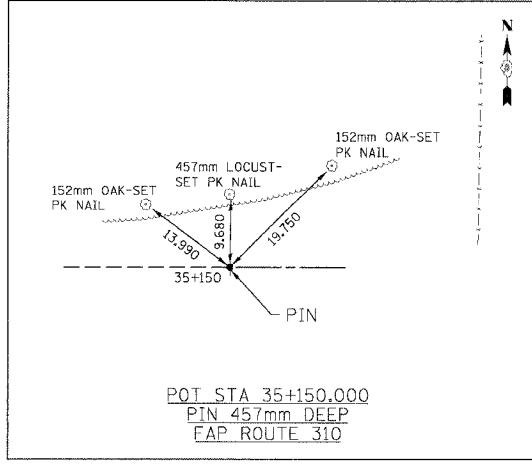 N
152mm OAK-SET
PK NAIL
457mm LOCUST-
SET PK NAIL
152mm OAK-SET
PK NAIL
13.990
9.680
19.750
35+150
PIN
POT STA 35+150.000
PIN 457mm DEEP
FAP ROUTE 310